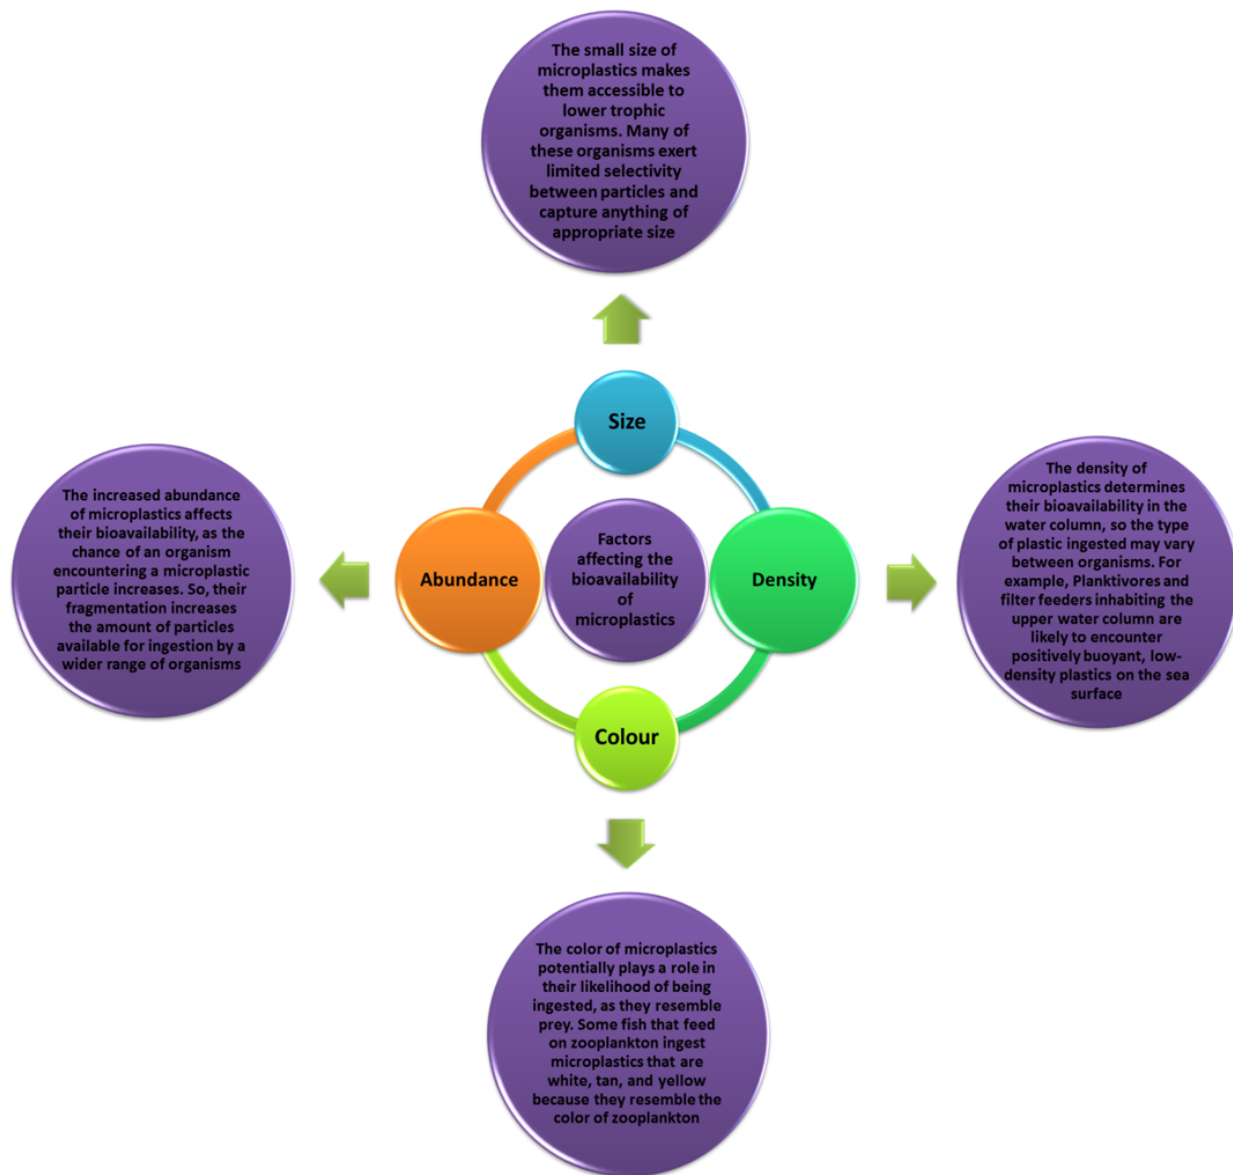 The small size of
microplastics makes
them accessible to
lower trophic
organisms. Many of
these organisms exert
limited selectivity
between particles and
capture anything of
appropriate size
Size
The increased abundance
of microplastics affects
their bioavailability, as the
chance of an organism
encountering a microplastic
particle increases. So, their
fragmentation increases
the amount of particles
available for ingestion by a
wider range of organisms
Abundance
Factors
affecting the
bioavailability
of
microplastics
Density
The density of
microplastics determines
their bioavailability in the
water column, so the type
of plastic ingested may vary
between organisms. For
example, Planktivores and
filter feeders inhabiting the
upper water column are
likely to encounter
positively buoyant, low-
density plastics on the sea
surface
Colour
The color of microplastics
potentially plays a role in
their likelihood of being
ingested, as they resemble
prey. Some fish that feed
on zooplankton ingest
microplastics that are
white, tan, and yellow
because they resemble the
color of zooplankton